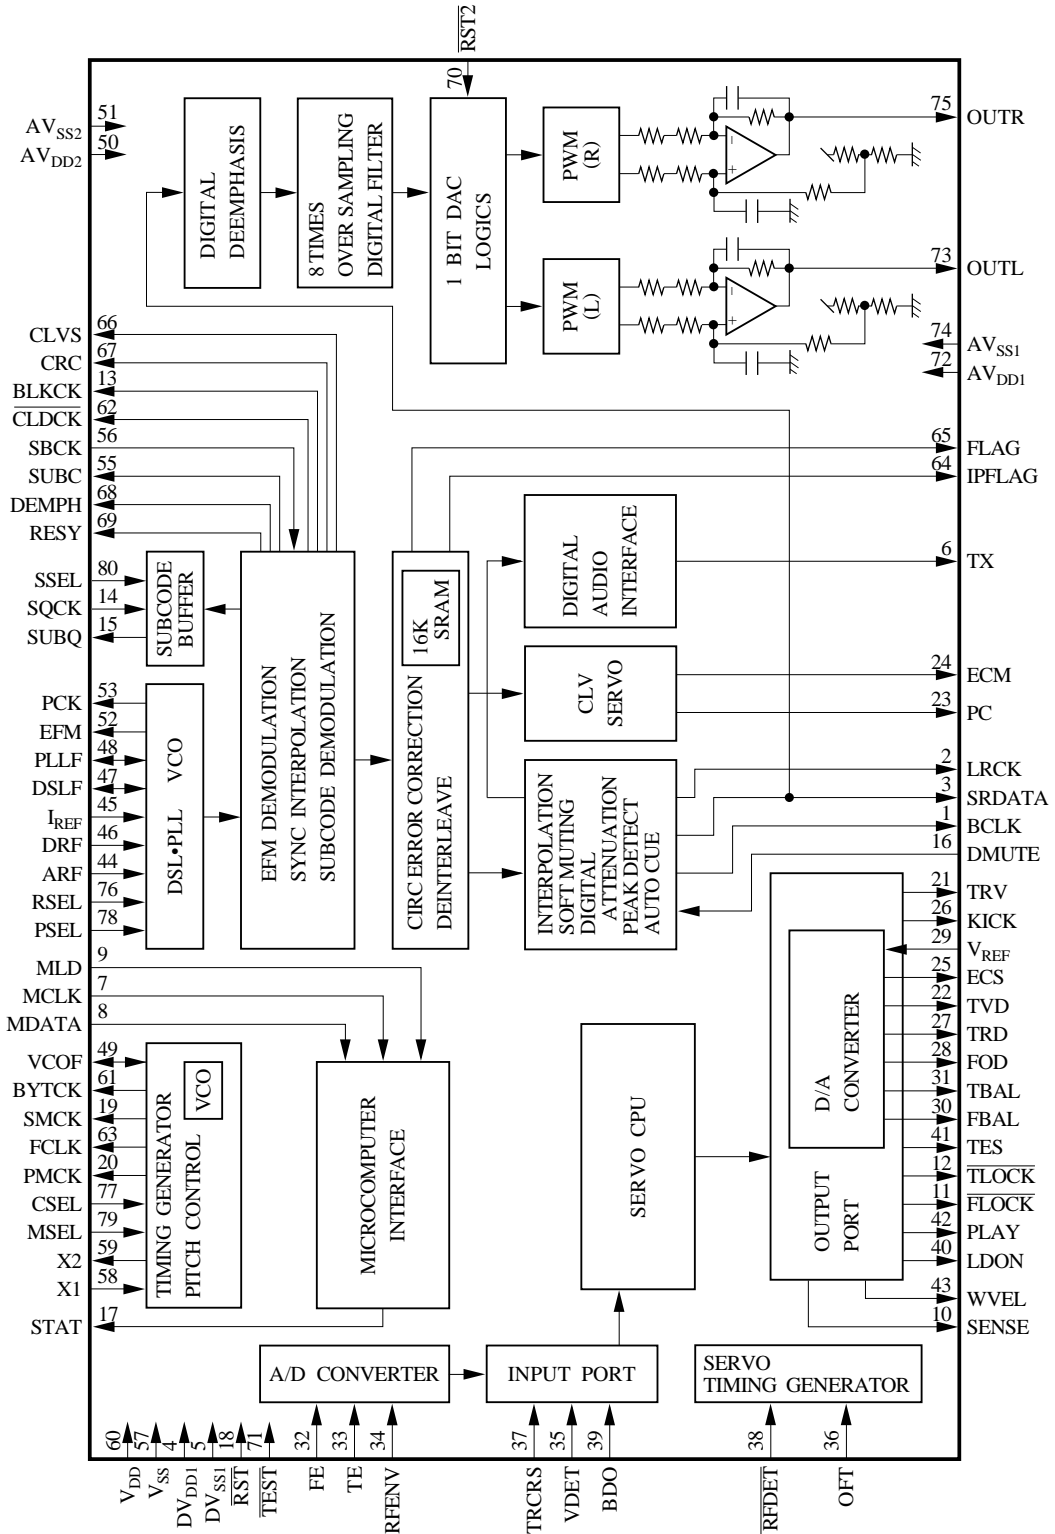 R̅S̅T̅2̅
70
51
AVSS2
50
AVDD2
DIGITAL
DEEMPHASIS
8 TIMES
OVER SAMPLING
DIGITAL FILTER
1 BIT DAC
LOGICS
PWM
(R)
-
+
75
OUTR
PWM
(L)
-
+
73
OUTL
74
AVSS1
72
AVDD1
66
CLVS
67
CRC
13
BLKCK
62
C̅L̅D̅C̅K̅
56
SBCK
55
SUBC
68
DEMPH
69
RESY
80
SSEL
14
SQCK
15
SUBQ
SUBCODE
BUFFER
53
PCK
52
EFM
48
PLLF
47
DSLF
45
IREF
46
DRF
44
ARF
76
RSEL
78
PSEL
DSL•PLL VCO
EFM DEMODULATION
SYNC INTERPOLATION
SUBCODE DEMODULATION
16K
SRAM
CIRC ERROR CORRECTION
DEINTERLEAVE
65
FLAG
64
IPFLAG
DIGITAL
AUDIO
INTERFACE
6
TX
CLV
SERVO
24
ECM
23
PC
INTERPOLATION
SOFT MUTING
DIGITAL
ATTENUATION
PEAK DETECT
AUTO CUE
2
LRCK
3
SRDATA
1
BCLK
16
DMUTE
9
MLD
7
MCLK
8
MDATA
MICROCOMPUTER
INTERFACE
49
VCOF
61
BYTCK
19
SMCK
63
FCLK
20
PMCK
77
CSEL
79
MSEL
59
X2
58
X1
17
STAT
VCO
TIMING GENERATOR
PITCH CONTROL
SERVO CPU
D/A
CONVERTER
OUTPUT
PORT
21
TRV
26
KICK
29
VREF
25
ECS
22
TVD
27
TRD
28
FOD
31
TBAL
30
FBAL
41
TES
12
T̅L̅O̅C̅K̅
11
F̅L̅O̅C̅K̅
42
PLAY
40
LDON
43
WVEL
10
SENSE
A/D CONVERTER
INPUT PORT
SERVO
TIMING GENERATOR
60
VDD
57
VSS
4
DVDD1
5
DVSS1
18
R̅S̅T̅
71
T̅E̅S̅T̅
32
FE
33
TE
34
RFENV
37
TRCRS
35
VDET
39
BDO
38
R̅F̅D̅E̅T̅
36
OFT